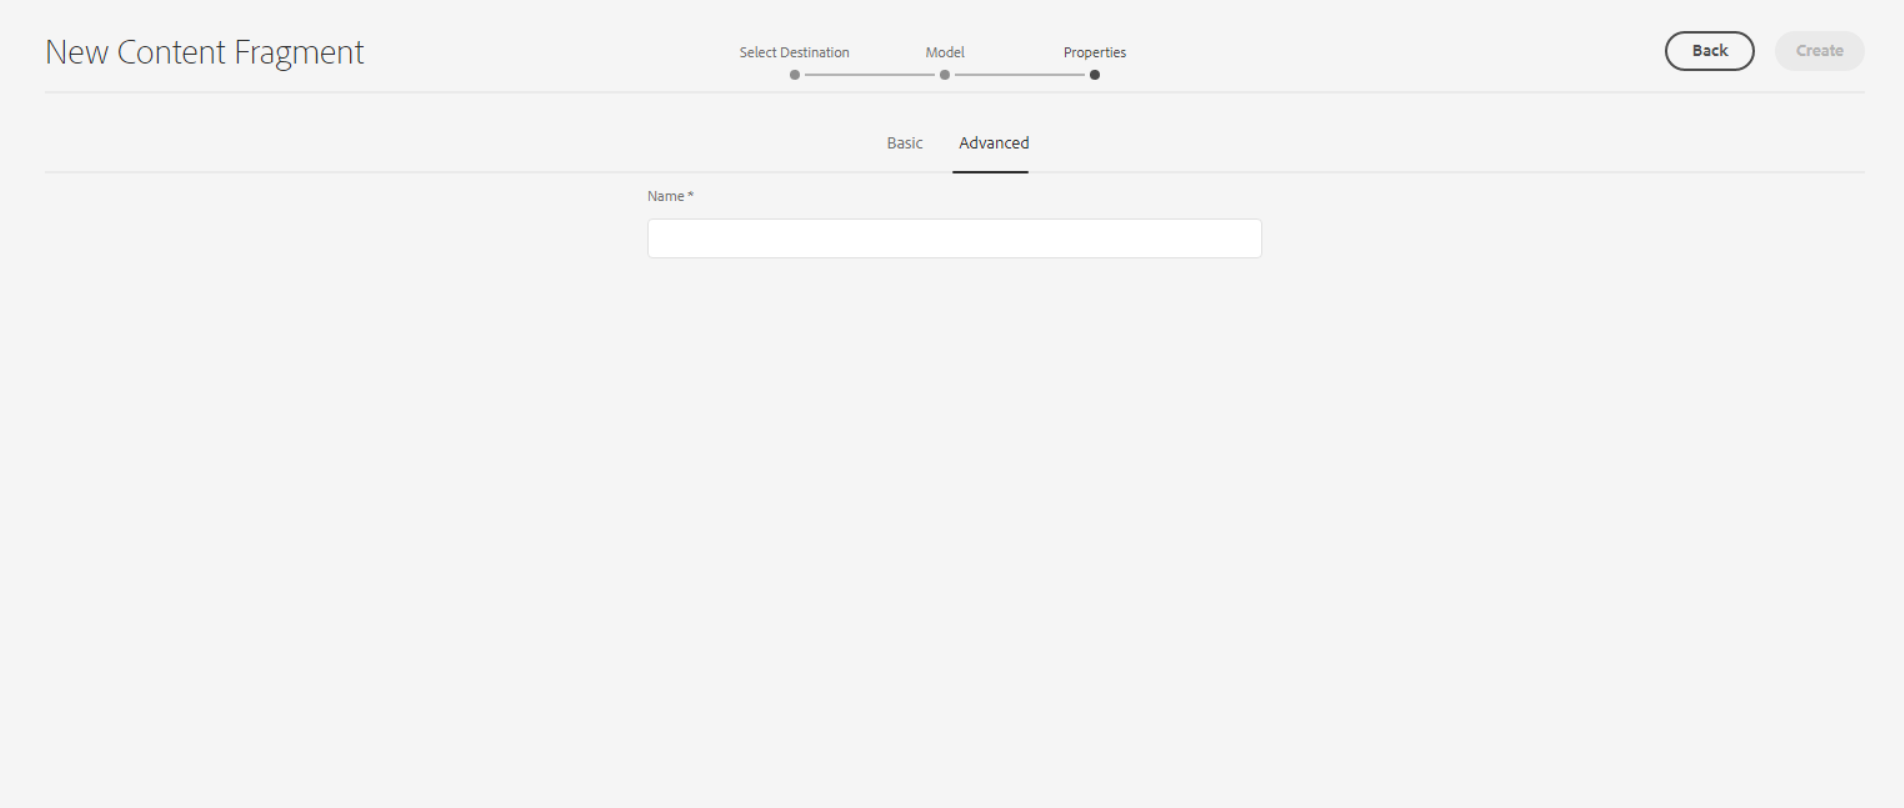 New Content Fragment
Select Destination
Model
Properties
Back
Create
Basic
Advanced
Name *